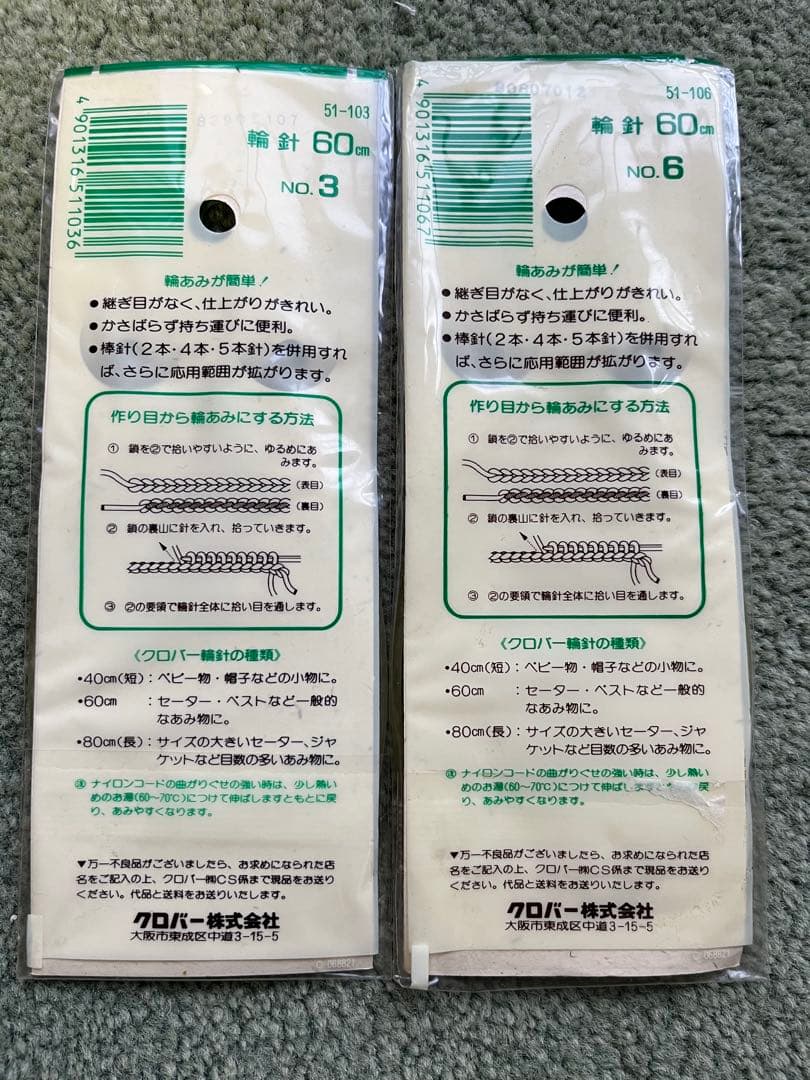 51-103
輪針 60cm
NO.3
4901316511036
輪あみが簡単!
●継ぎ目がなく、仕上がりがきれい。
●かさばらず持ち運びに便利。
●棒針(2本・4本・5本針)を併用すれ
ば、さらに応用範囲が拡がります。
作り目から輪あみにする方法
① 鎖を②で拾いやすいように、ゆるめにあ
みます。
(表目)
(裏目)
② 鎖の裏山に針を入れ、拾っていきます。
③ ②の要領で輪針全体に拾い目を通します。
《クロバー輪針の種類》
•40cm(短):ベビー物・帽子などの小物に。
•60cm :セーター・ベストなど一般的
なあみ物に。
•80cm(長):サイズの大きいセーター、ジャ
ケットなど目数の多いあみ物に。
注 ナイロンコードの曲がりぐせの強い時は、少し熱い
めのお湯(60〜70℃)につけて伸ばしますともとに戻
り、あみやすくなります。
▼万一不良品がございましたら、お求めになられた店
名をご記入の上、クロバー㈱CS係まで現品をお送り
ください。代品と送料をお送りいたします。
クロバー株式会社
大阪市東成区中道3-15-5
C 068821
51-106
輪針 60cm
NO.6
4901316511067
輪あみが簡単!
●継ぎ目がなく、仕上がりがきれい。
●かさばらず持ち運びに便利。
●棒針(2本・4本・5本針)を併用すれ
ば、さらに応用範囲が拡がります。
作り目から輪あみにする方法
① 鎖を②で拾いやすいように、ゆるめにあ
みます。
(表目)
(裏目)
② 鎖の裏山に針を入れ、拾っていきます。
③ ②の要領で輪針全体に拾い目を通します。
《クロバー輪針の種類》
•40cm(短):ベビー物・帽子などの小物に。
•60cm :セーター・ベストなど一般的
なあみ物に。
•80cm(長):サイズの大きいセーター、ジャ
ケットなど目数の多いあみ物に。
注 ナイロンコードの曲がりぐせの強い時は、少し熱い
めのお湯(60〜70℃)につけて伸ばします
り、あみやすくなります。
▼万一不良品がございましたら、お求めになられた店
名をご記入の上、クロバー㈱CS係まで現品をお送り
ください。代品と送料をお送りいたします。
クロバー株式会社
大阪市東成区中道3-15-5
C 068821